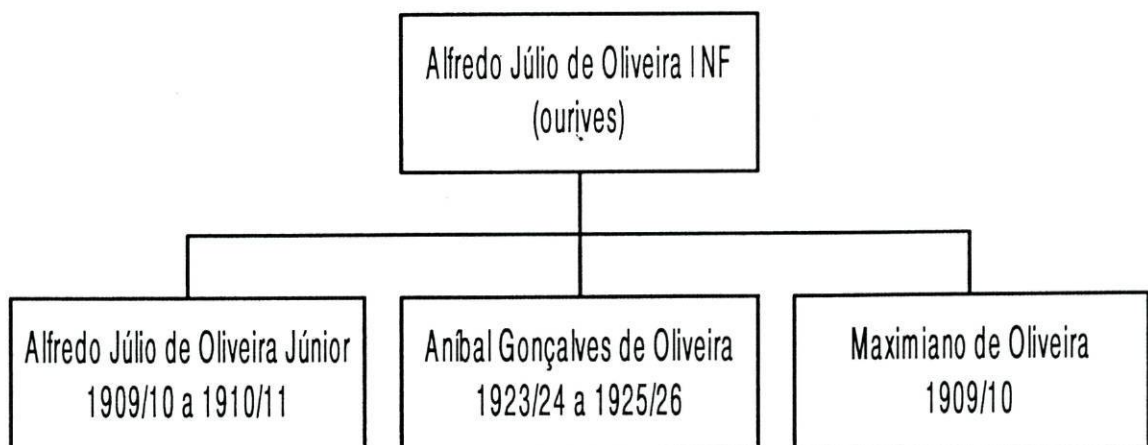 Alfredo Júlio de Oliveira INF
(ourives)
Alfredo Júlio de Oliveira Júnior
1909/10 a 1910/11
Aníbal Gonçalves de Oliveira
1923/24 a 1925/26
Maximiano de Oliveira
1909/10